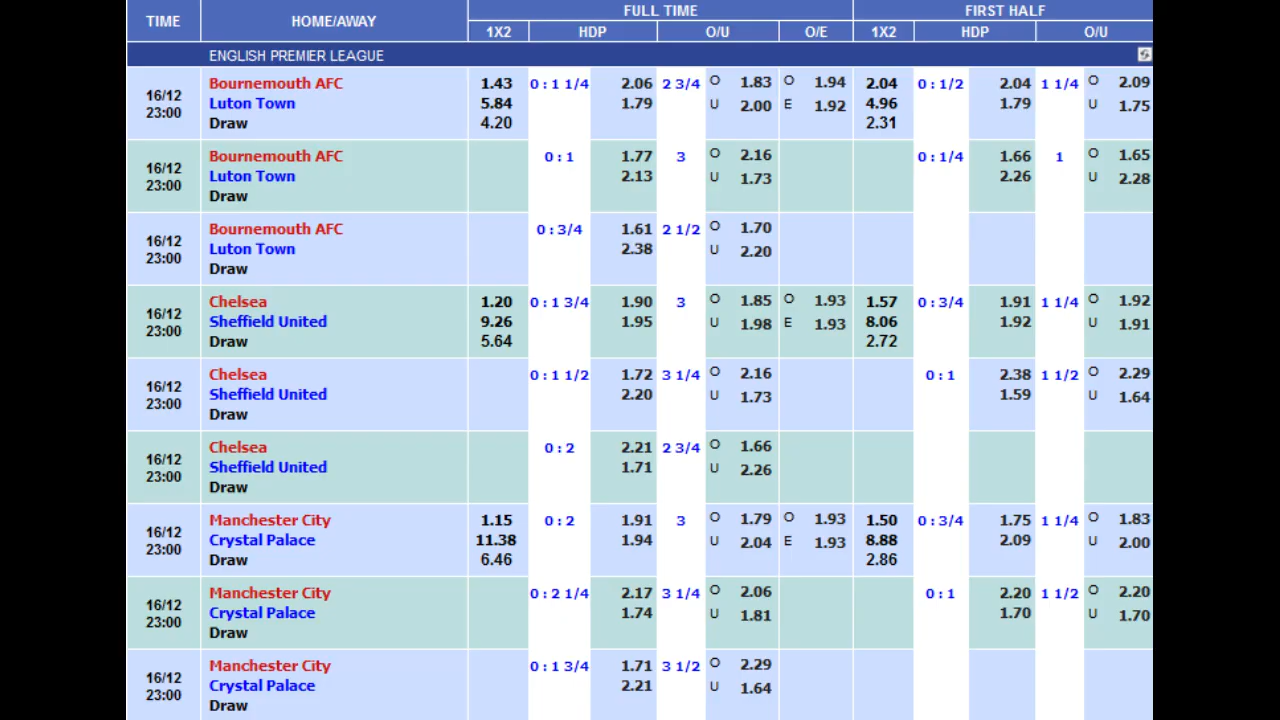 TIME HOME/AWAY FULL TIME FIRST HALF
1X2 HDP O/U O/E 1X2 HDP O/U
ENGLISH PREMIER LEAGUE
16/12 23:00
Bournemouth AFC 1.43 0 : 1 1/4 2.06 2 3/4 O 1.83 O 1.94 2.04 0 : 1/2 2.04 1 1/4 O 2.09
Luton Town 5.84 1.79 U 2.00 E 1.92 4.96 1.79 U 1.75
Draw 4.20 2.31
16/12 23:00
Bournemouth AFC 0 : 1 1.77 3 O 2.16 0 : 1/4 1.66 1 O 1.65
Luton Town 2.13 U 1.73 2.26 U 2.28
Draw
16/12 23:00
Bournemouth AFC 0 : 3/4 1.61 2 1/2 O 1.70
Luton Town 2.38 U 2.20
Draw
16/12 23:00
Chelsea 1.20 0 : 1 3/4 1.90 3 O 1.85 O 1.93 1.57 0 : 3/4 1.91 1 1/4 O 1.92
Sheffield United 9.26 1.95 U 1.98 E 1.93 8.06 1.92 U 1.91
Draw 5.64 2.72
16/12 23:00
Chelsea 0 : 1 1/2 1.72 3 1/4 O 2.16 0 : 1 2.38 1 1/2 O 2.29
Sheffield United 2.20 U 1.73 1.59 U 1.64
Draw
16/12 23:00
Chelsea 0 : 2 2.21 2 3/4 O 1.66
Sheffield United 1.71 U 2.26
Draw
16/12 23:00
Manchester City 1.15 0 : 2 1.91 3 O 1.79 O 1.93 1.50 0 : 3/4 1.75 1 1/4 O 1.83
Crystal Palace 11.38 1.94 U 2.04 E 1.93 8.88 2.09 U 2.00
Draw 6.46 2.86
16/12 23:00
Manchester City 0 : 2 1/4 2.17 3 1/4 O 2.06 0 : 1 2.20 1 1/2 O 2.20
Crystal Palace 1.74 U 1.81 1.70 U 1.70
Draw
16/12 23:00
Manchester City 0 : 1 3/4 1.71 3 1/2 O 2.29
Crystal Palace 2.21 U 1.64
Draw